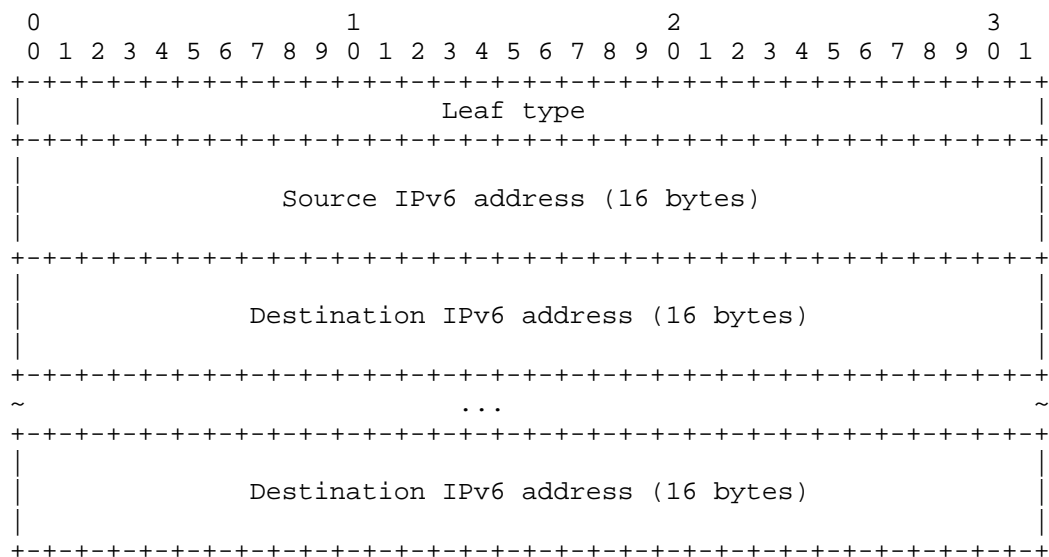 0                   1                   2                   3
 0 1 2 3 4 5 6 7 8 9 0 1 2 3 4 5 6 7 8 9 0 1 2 3 4 5 6 7 8 9 0 1
+-+-+-+-+-+-+-+-+-+-+-+-+-+-+-+-+-+-+-+-+-+-+-+-+-+-+-+-+-+-+-+-+
|                          Leaf type                            |
+-+-+-+-+-+-+-+-+-+-+-+-+-+-+-+-+-+-+-+-+-+-+-+-+-+-+-+-+-+-+-+-+
|                                                               |
|                Source IPv6 address (16 bytes)                 |
|                                                               |
+-+-+-+-+-+-+-+-+-+-+-+-+-+-+-+-+-+-+-+-+-+-+-+-+-+-+-+-+-+-+-+-+
|                                                               |
|              Destination IPv6 address (16 bytes)              |
|                                                               |
+-+-+-+-+-+-+-+-+-+-+-+-+-+-+-+-+-+-+-+-+-+-+-+-+-+-+-+-+-+-+-+-+
~                           ...                                 ~
+-+-+-+-+-+-+-+-+-+-+-+-+-+-+-+-+-+-+-+-+-+-+-+-+-+-+-+-+-+-+-+-+
|                                                               |
|              Destination IPv6 address (16 bytes)              |
|                                                               |
+-+-+-+-+-+-+-+-+-+-+-+-+-+-+-+-+-+-+-+-+-+-+-+-+-+-+-+-+-+-+-+-+